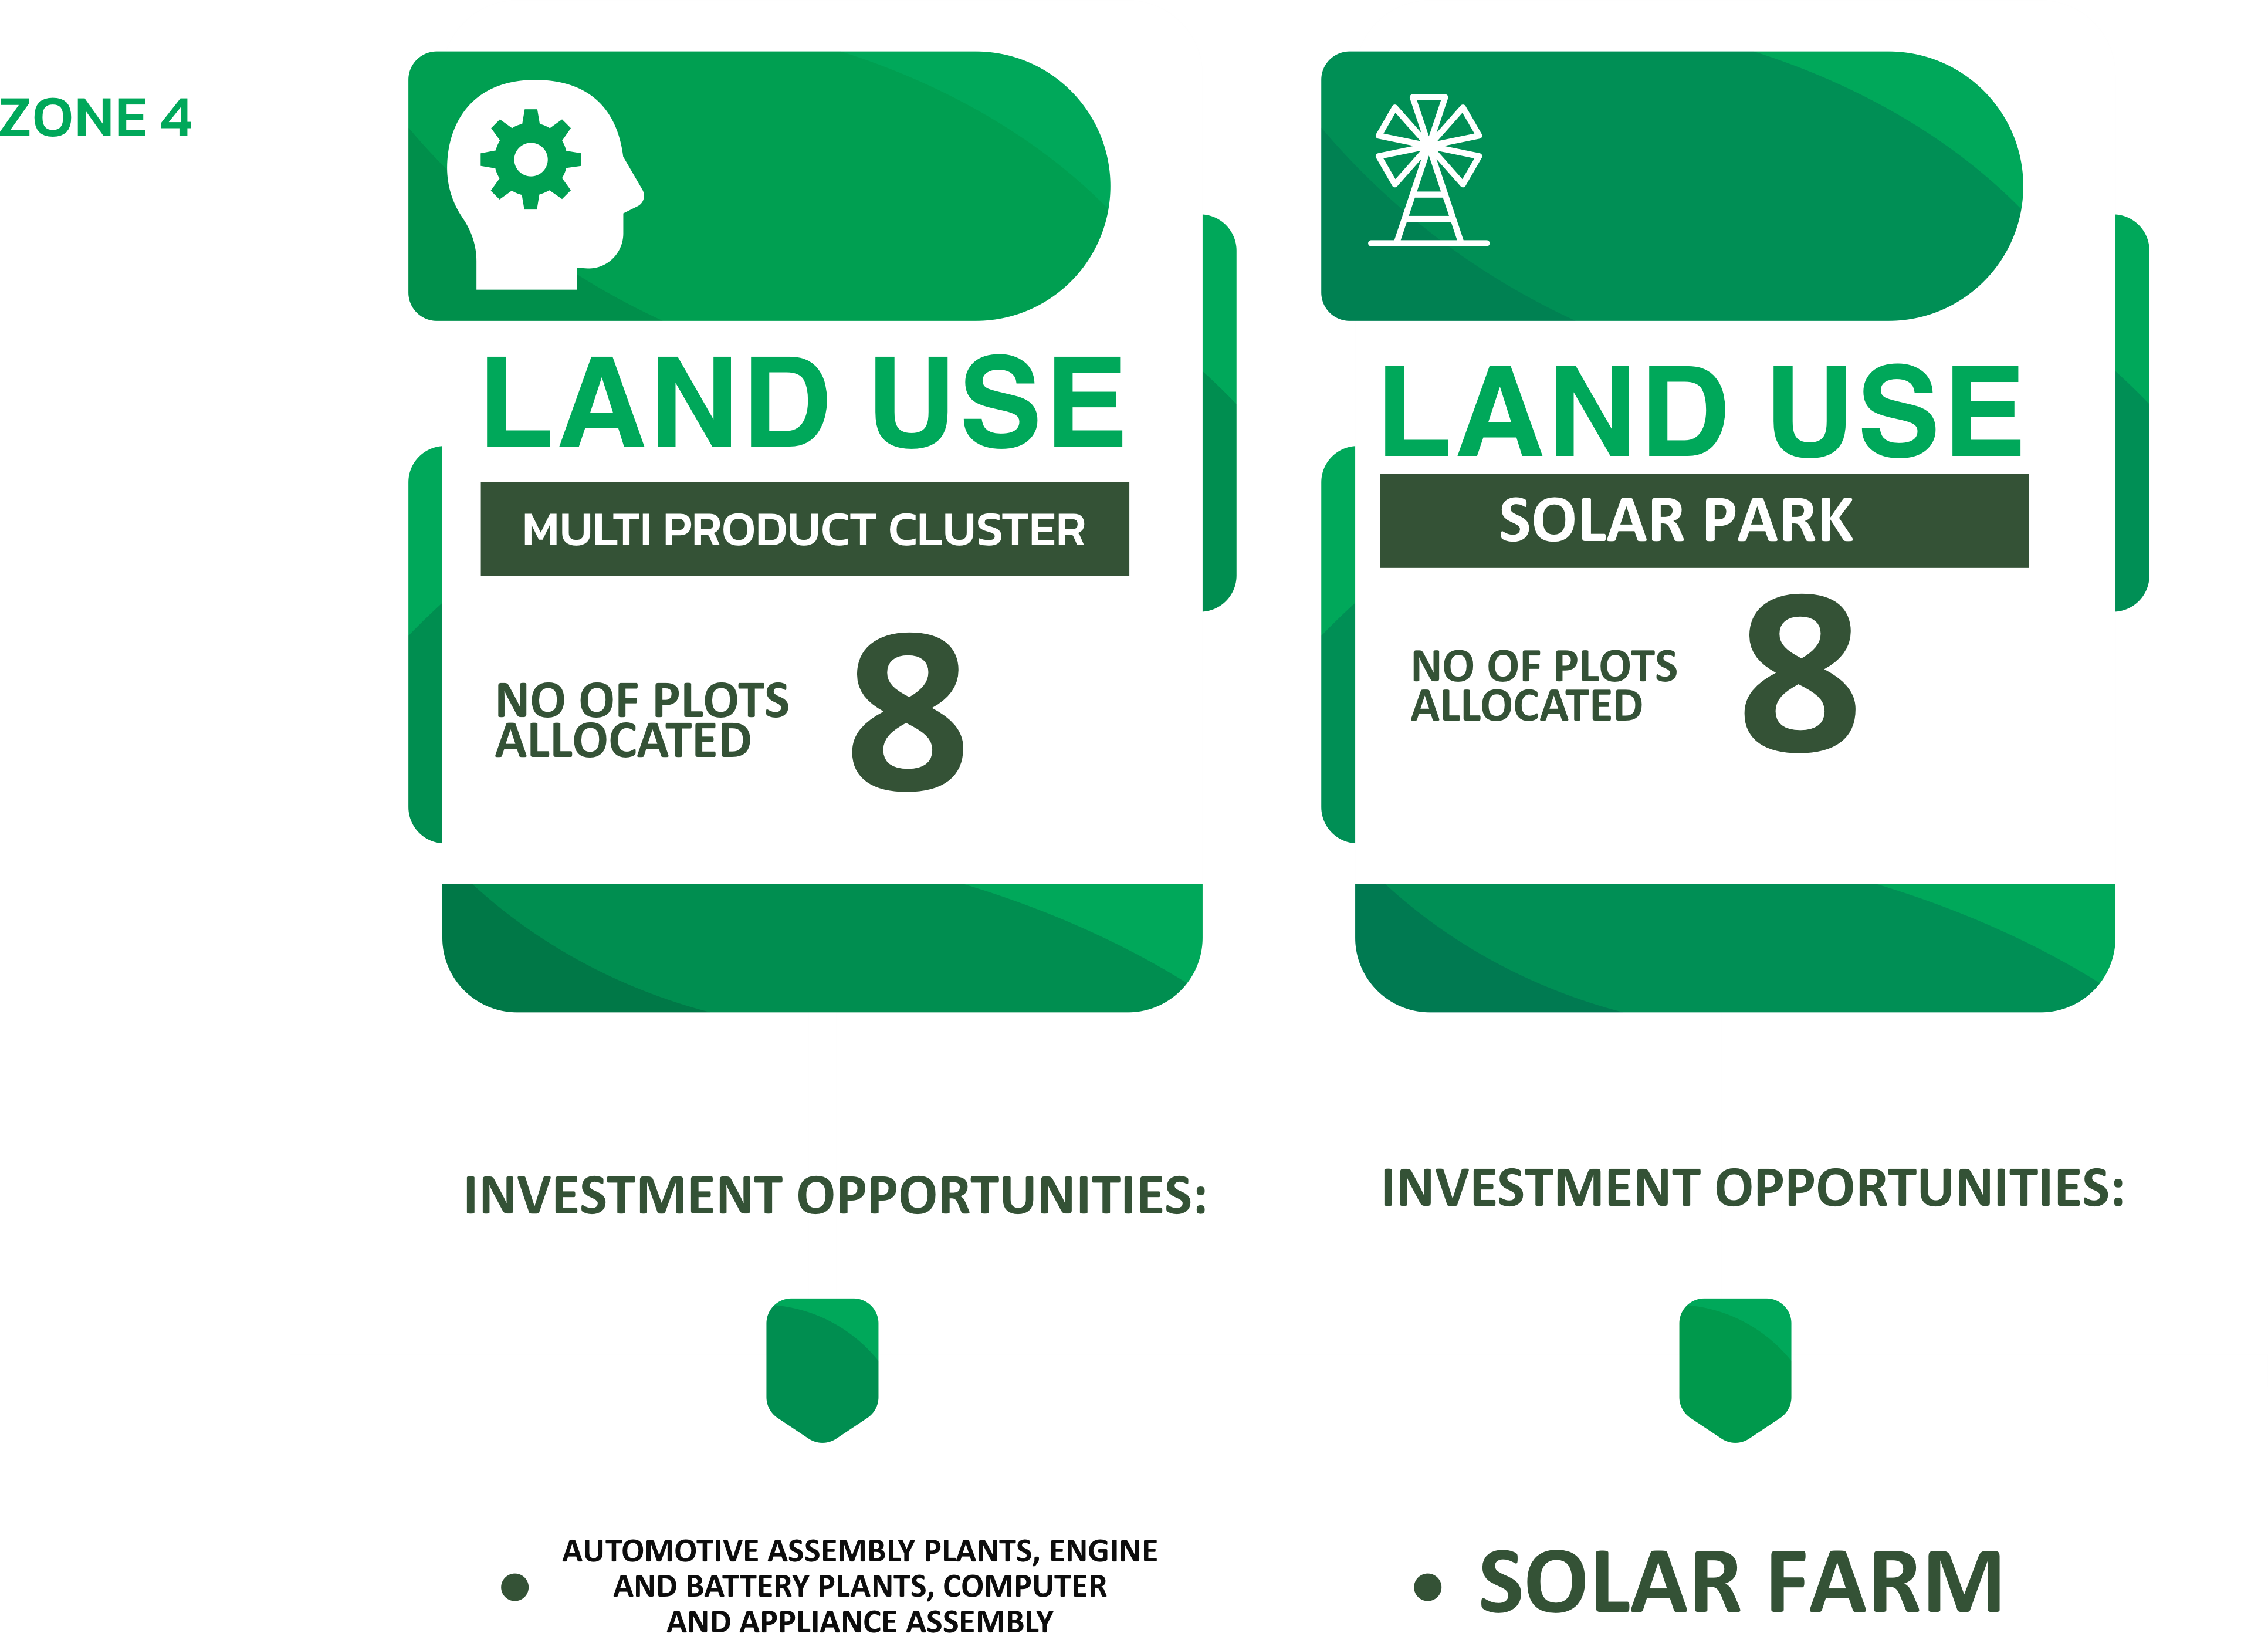 ZONE 4
LAND USE
MULTI PRODUCT CLUSTER
NO OF PLOTS
ALLOCATED
8
INVESTMENT OPPORTUNITIES:
AUTOMOTIVE ASSEMBLY PLANTS, ENGINE
AND BATTERY PLANTS, COMPUTER
AND APPLIANCE ASSEMBLY
LAND USE
SOLAR PARK
NO OF PLOTS
ALLOCATED
8
INVESTMENT OPPORTUNITIES:
SOLAR FARM